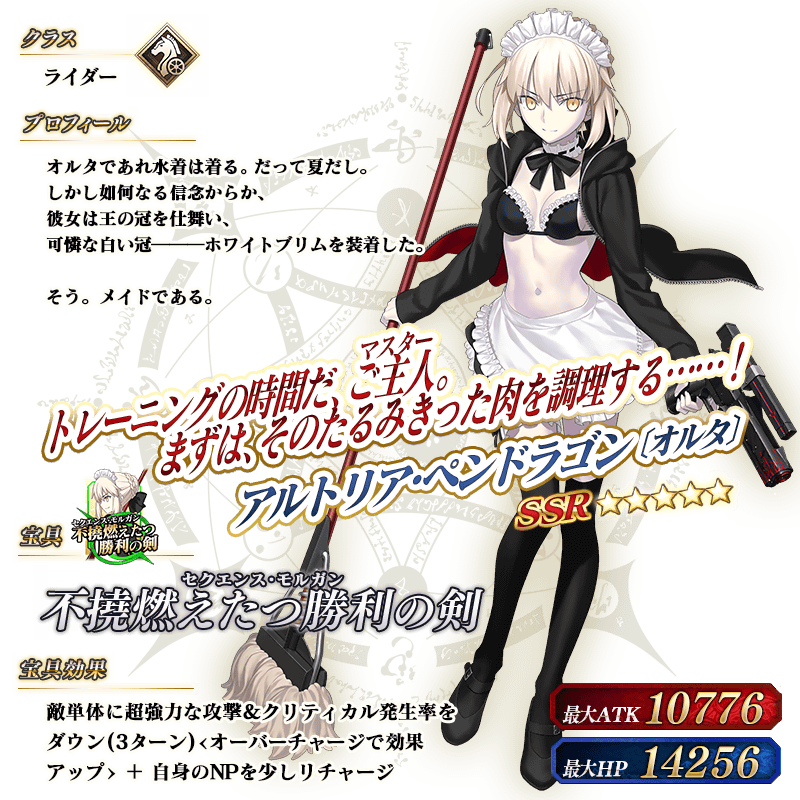 クラス
ライダー
プロフィール
オルタであれ水着は着る。だって夏だし。
しかし如何なる信念からか、
彼女は王の冠を仕舞い、
可憐な白い冠───ホワイトブリムを装着した。
そう。メイドである。
マスター
トレーニングの時間だ、ご主人。
まずは、そのたるみきった肉を調理する……！
アルトリア・ペンドラゴン〔オルタ〕
SSR☆☆☆☆☆
宝具
セクエンス・モルガン
不撓燃えたつ
勝利の剣
セクエンス・モルガン
不撓燃えたつ勝利の剣
宝具効果
敵単体に超強力な攻撃&クリティカル発生率を
ダウン(3ターン)<オーバーチャージで効果
アップ> ＋ 自身のNPを少しリチャージ
最大ATK 10776
最大HP 14256